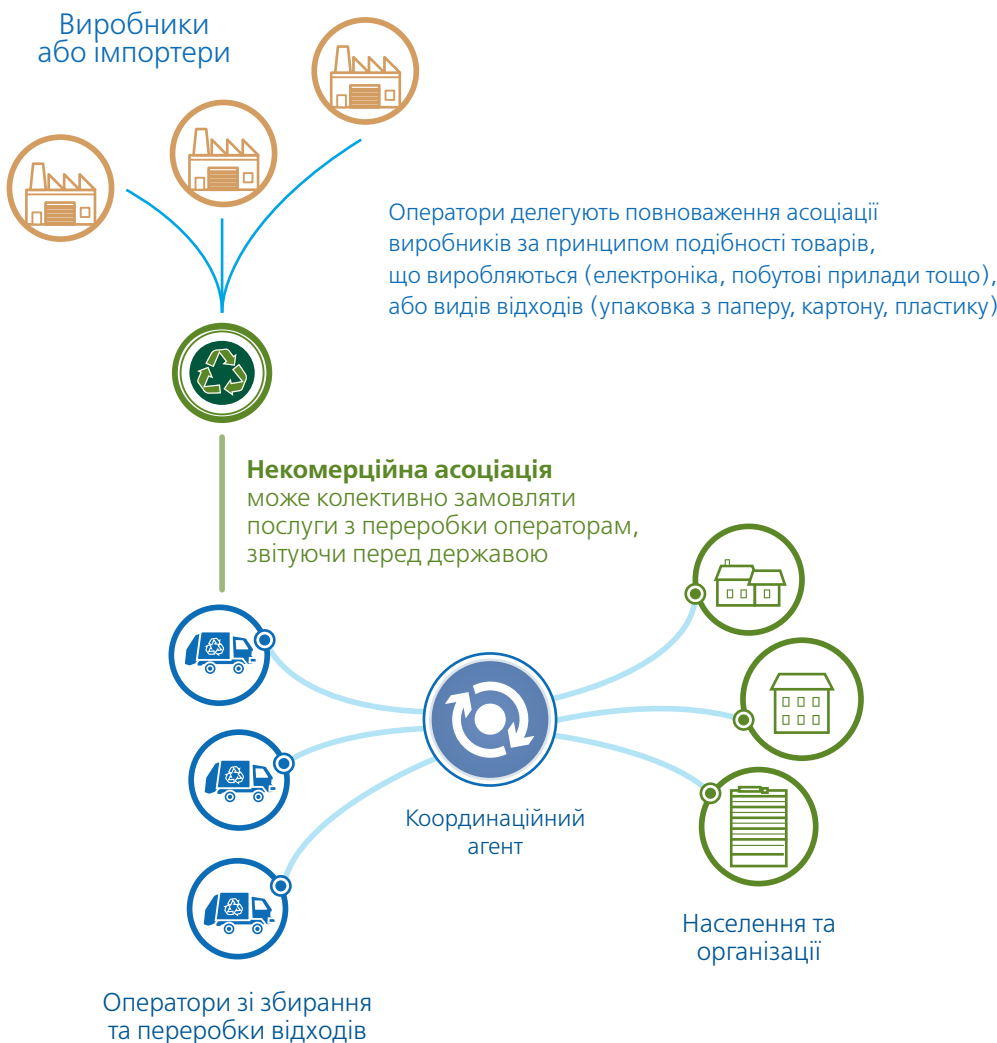 Виробники
або імпортери
Оператори делегують повноваження асоціації
виробників за принципом подібності товарів,
що виробляються (електроніка, побутові прилади тощо),
або видів відходів (упаковка з паперу, картону, пластику)
Некомерційна асоціація
може колективно замовляти
послуги з переробки операторам,
звітуючи перед державою
Координаційний
агент
Населення та
організації
Оператори зі збирання
та переробки відходів